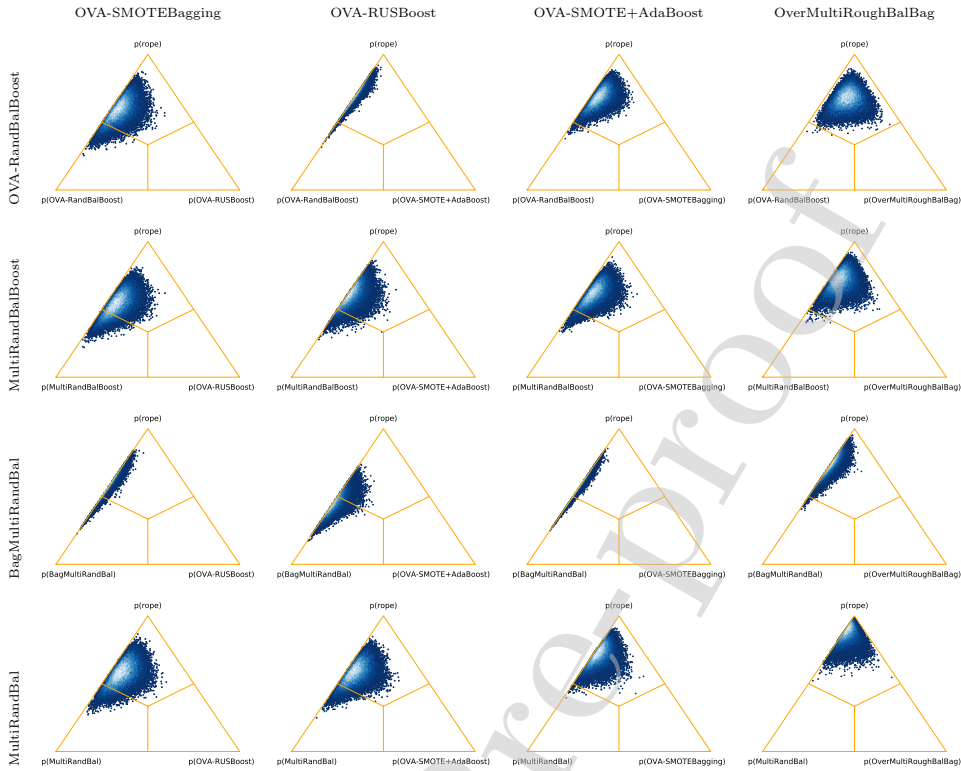 OVA-SMOTEBagging OVA-RUSBoost OVA-SMOTE+AdaBoost OverMultiRoughBalBag
OVA-RandBalBoost
p(rope) p(rope) p(rope) p(rope)
p(OVA-RandBalBoost) p(OVA-RUSBoost) p(OVA-RandBalBoost) p(OVA-SMOTE+AdaBoost) p(OVA-RandBalBoost) p(OVA-SMOTEBagging) p(OVA-RandBalBoost) p(OverMultiRoughBalBag)
MultiRandBalBoost
p(rope) p(rope) p(rope) p(rope)
p(MultiRandBalBoost) p(OVA-RUSBoost) p(MultiRandBalBoost) p(OVA-SMOTE+AdaBoost) p(MultiRandBalBoost) p(OVA-SMOTEBagging) p(MultiRandBalBoost) p(OverMultiRoughBalBag)
BagMultiRandBal
p(rope) p(rope) p(rope) p(rope)
p(BagMultiRandBal) p(OVA-RUSBoost) p(BagMultiRandBal) p(OVA-SMOTE+AdaBoost) p(BagMultiRandBal) p(OVA-SMOTEBagging) p(BagMultiRandBal) p(OverMultiRoughBalBag)
MultiRandBal
p(rope) p(rope) p(rope) p(rope)
p(MultiRandBal) p(OVA-RUSBoost) p(MultiRandBal) p(OVA-SMOTE+AdaBoost) p(MultiRandBal) p(OVA-SMOTEBagging) p(MultiRandBal) p(OverMultiRoughBalBag)
re-proof